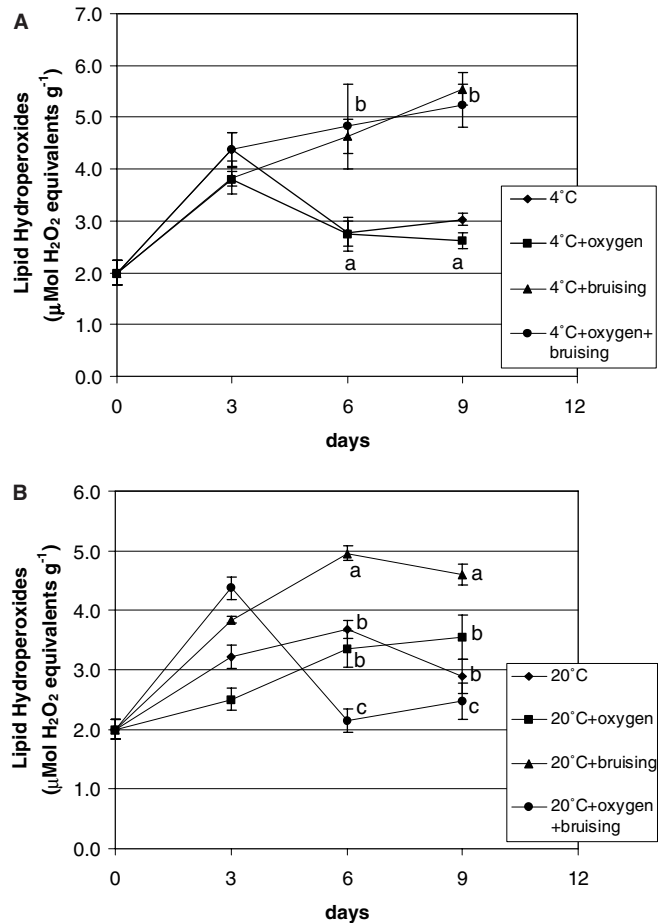 A
Lipid Hydroperoxides
(μMol H₂O₂ equivalents g⁻¹)
7.0
6.0
5.0
4.0
3.0
2.0
1.0
0.0
b
b
a
a
4˚C
4˚C+oxygen
4˚C+bruising
4˚C+oxygen+
bruising
0
3
6
9
12
days
B
Lipid Hydroperoxides
(μMol H₂O₂ equivalents g⁻¹)
6.0
5.0
4.0
3.0
2.0
1.0
0.0
a
a
b
b
b
b
c
c
20˚C
20˚C+oxygen
20˚C+bruising
20˚C+oxygen
+bruising
0
3
6
9
12
days